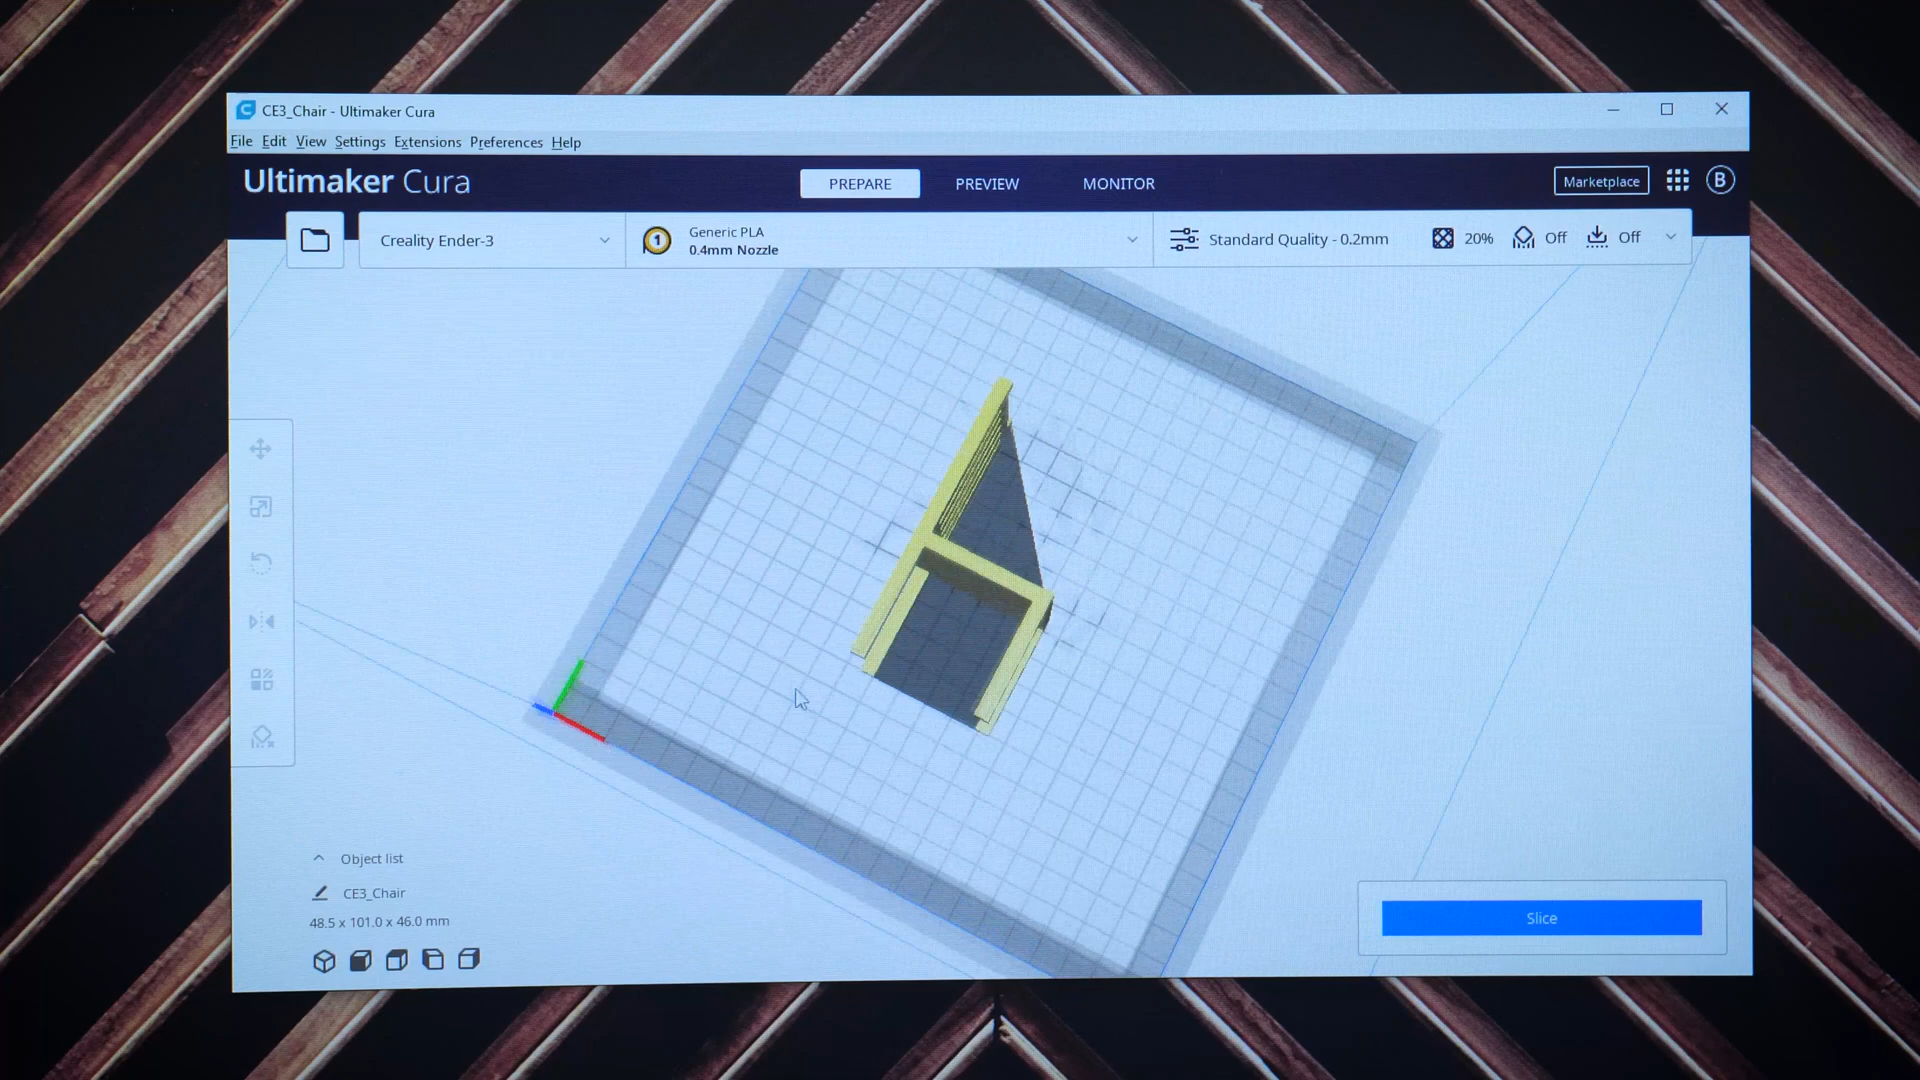 CE3_Chair - Ultimaker Cura
File Edit View Settings Extensions Preferences Help
Ultimaker Cura
PREPARE PREVIEW MONITOR
Marketplace
B
Creality Ender-3
1
Generic PLA
0.4mm Nozzle
Standard Quality - 0.2mm
20%
Off
Off
Object list
CE3_Chair
48.5 x 101.0 x 46.0 mm
Slice